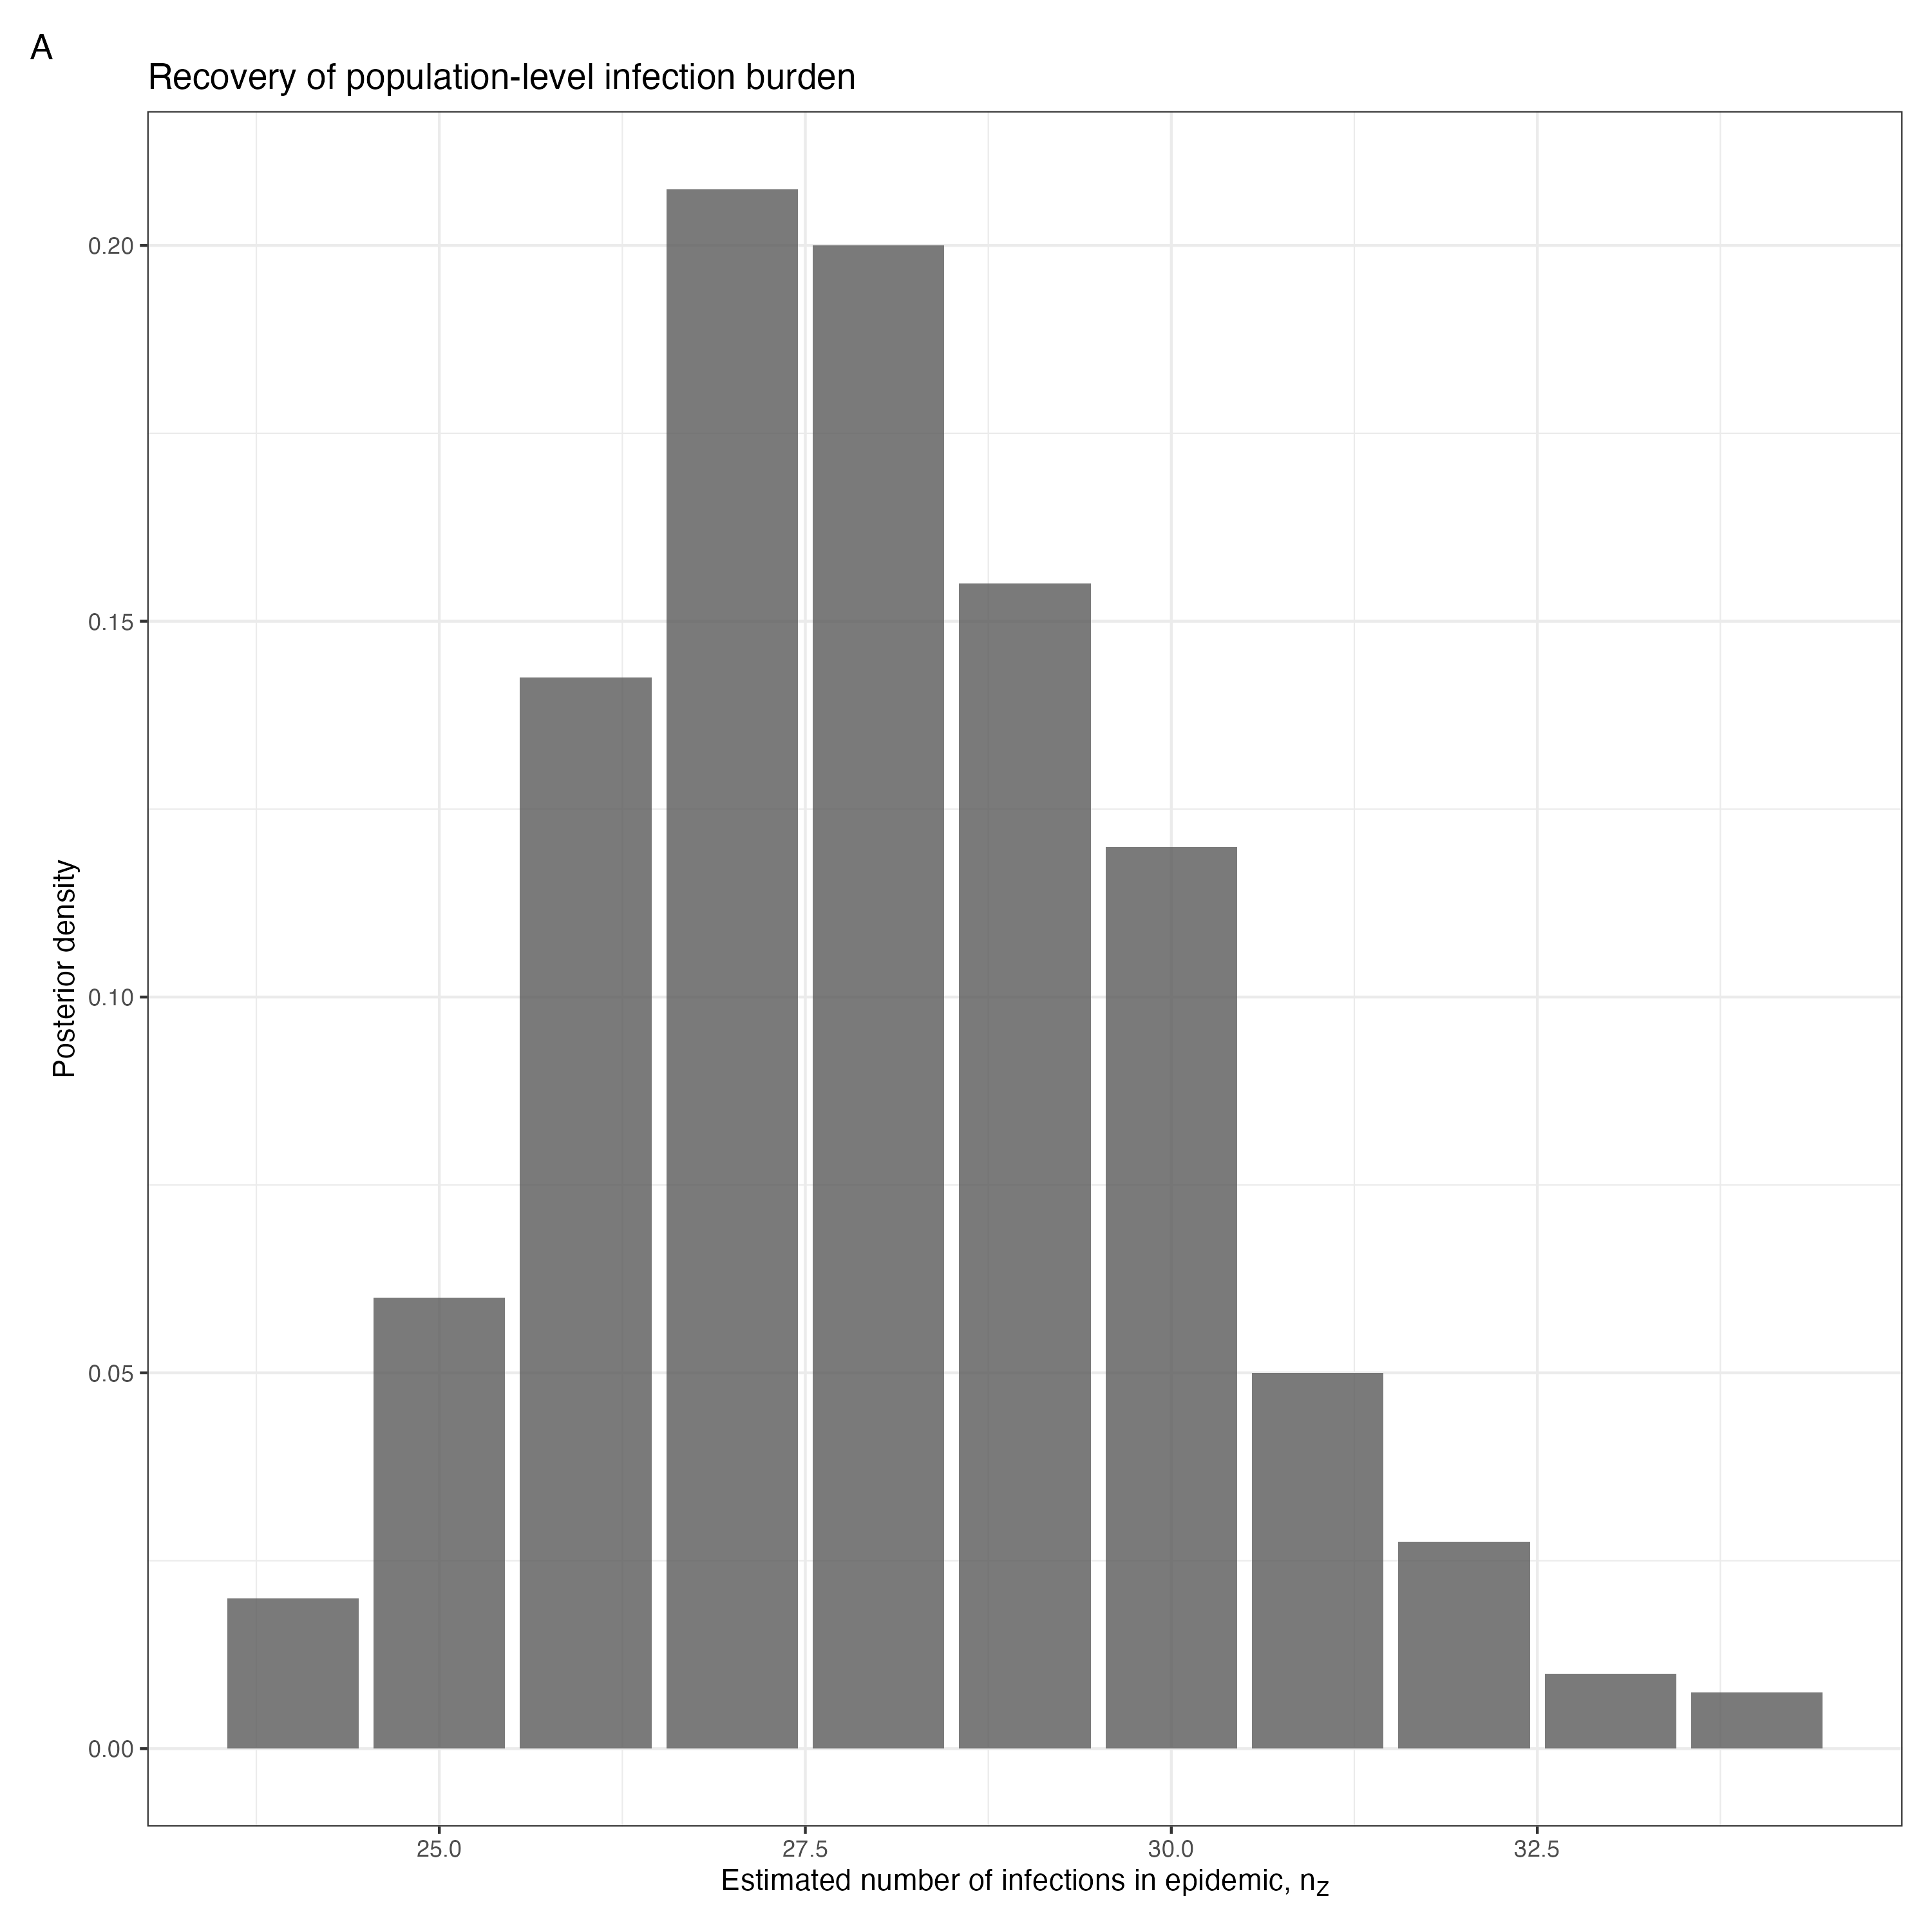 A
Recovery of population-level infection burden
Posterior density
0.20
0.15
0.10
0.05
0.00
25.0 27.5 30.0 32.5
Estimated number of infections in epidemic, nz